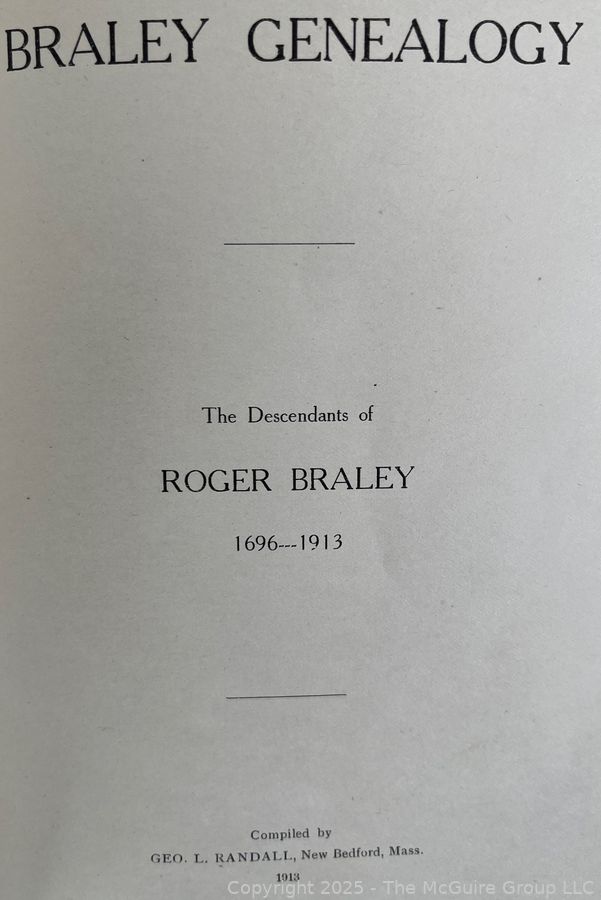 BRALEY GENEALOGY
The Descendants of
ROGER BRALEY
1696---1913
Compiled by
GEO. L. RANDALL, New Bedford, Mass.
1913
Copyright 2025 - The McGuire Group LLC